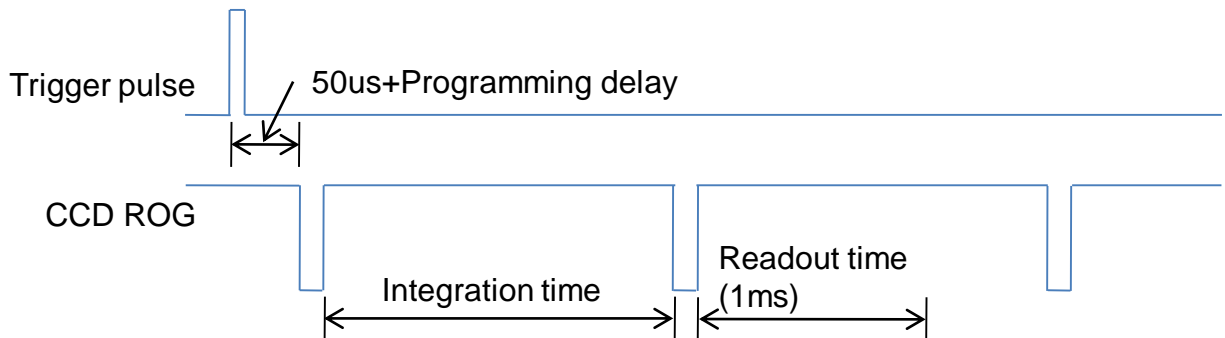 Trigger pulse
50us+Programming delay
CCD ROG
Integration time
Readout time
(1ms)